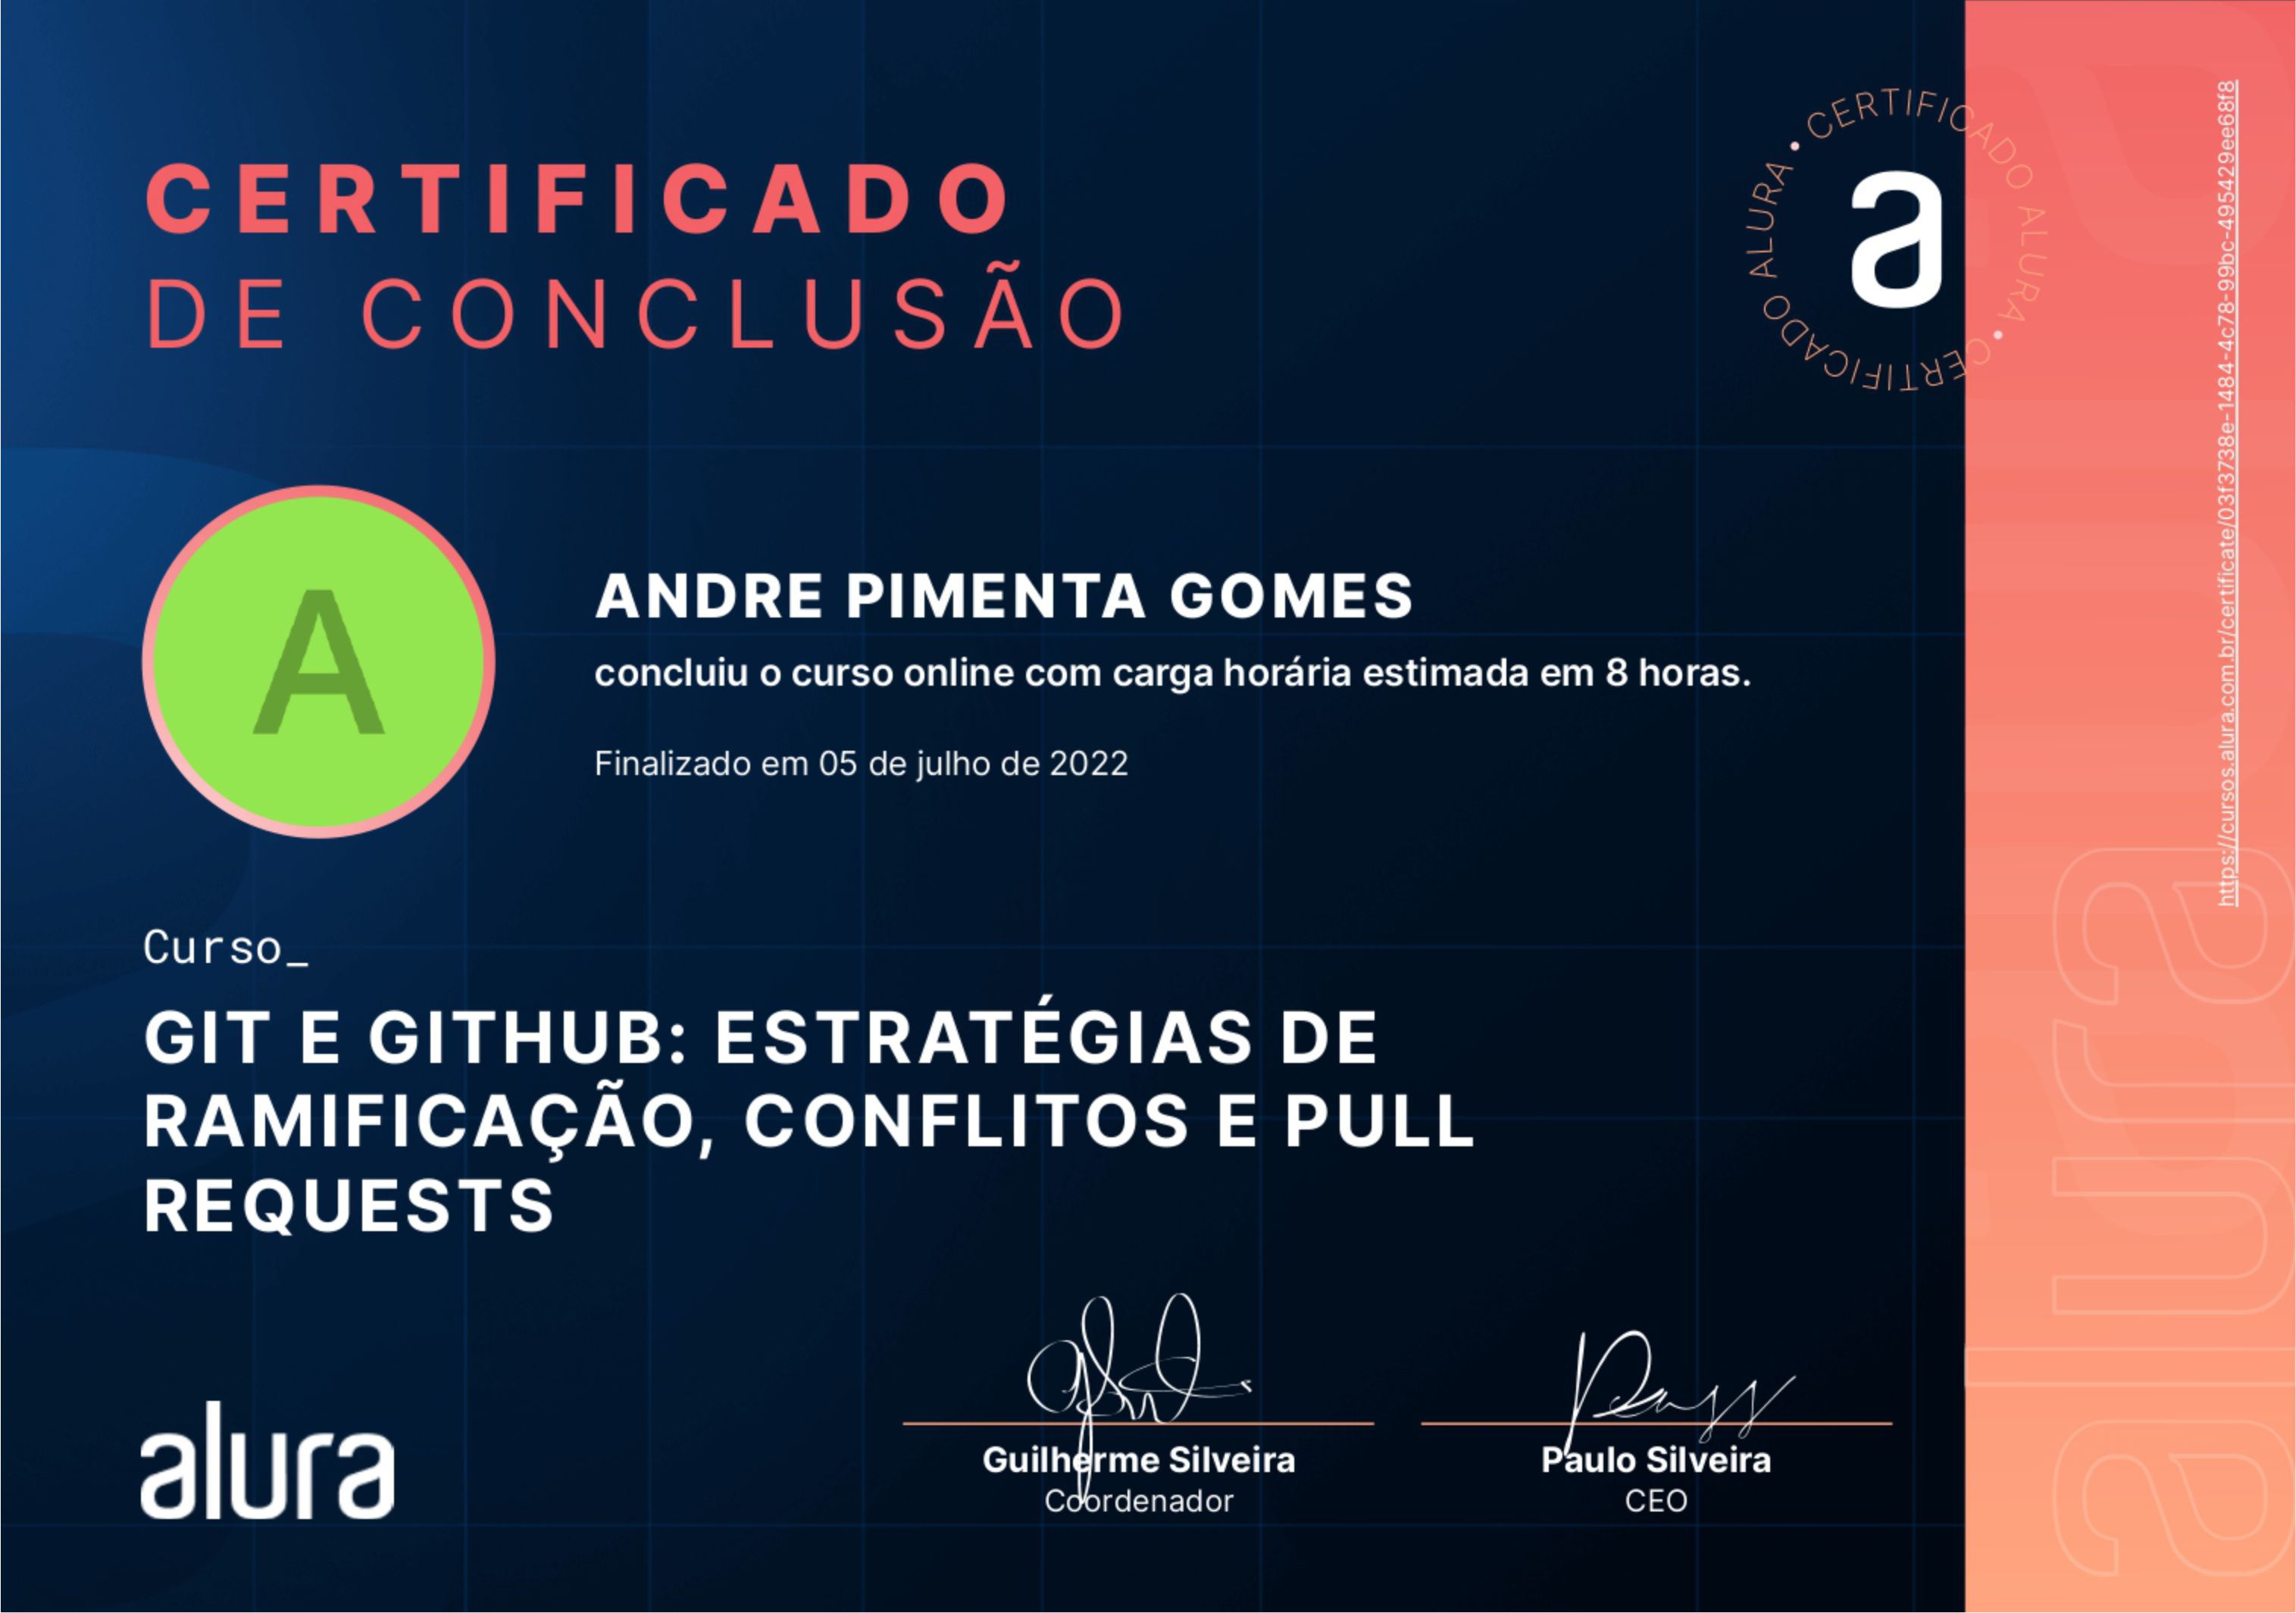 CERTIFICADO
DE CONCLUSÃO
• CERTIFICADO ALURA • CERTIFICADO ALURA
a
https://cursos.alura.com.br/certificate/03f3738e-1484-4c78-99bc-495429ee68f8
A
ANDRE PIMENTA GOMES
concluiu o curso online com carga horária estimada em 8 horas.
Finalizado em 05 de julho de 2022
Curso_
GIT E GITHUB: ESTRATÉGIAS DE
RAMIFICAÇÃO, CONFLITOS E PULL
REQUESTS
alura
Guilherme Silveira
Coordenador
Paulo Silveira
CEO
alura